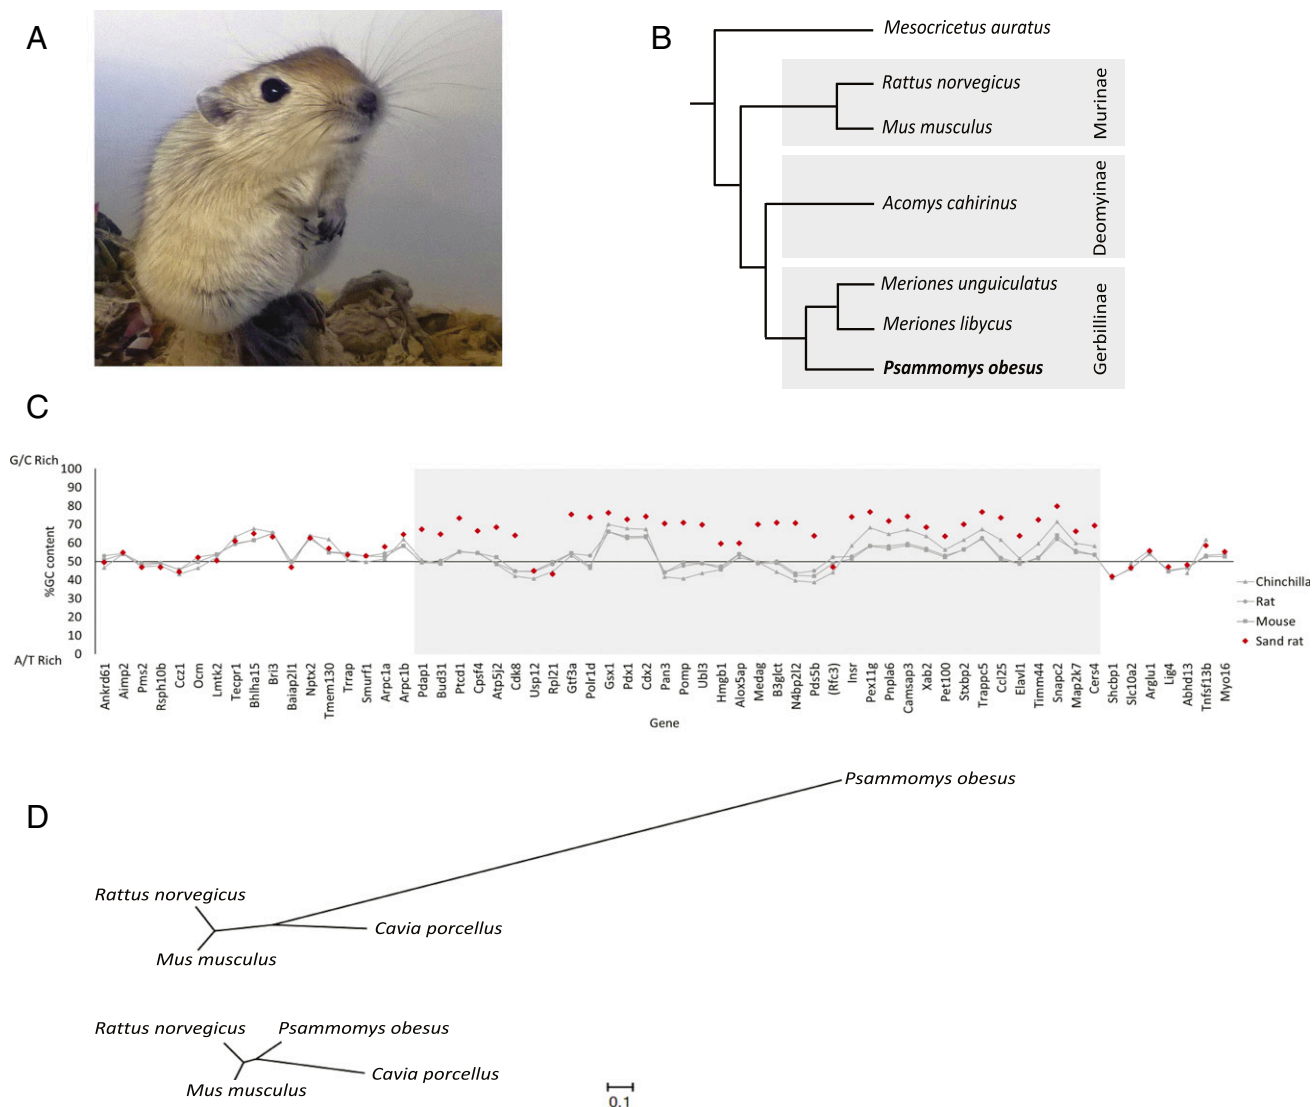 A
B
Mesocricetus auratus
Rattus norvegicus
Mus musculus
Murinae
Acomys cahirinus
Deomyinae
Meriones unguiculatus
Meriones libycus
Psammomys obesus
Gerbillinae
C
G/C Rich
100
90
80
70
60
50
40
30
20
10
0
%GC content
A/T Rich
Ankrd61
Aimp2
Pms2
Rsph10b
Ccz1
Ocm
Lmtk2
Tecpr1
Bhlha15
Bri3
Baiap2l1
Nptx2
Tmem130
Trrap
Smurf1
Arpc1a
Arpc1b
Pdap1
Bud31
Ptcd1
Cpsf4
Atp5j2
Cdk8
Usp12
Rpl21
Gtf3a
Polr1d
Gsx1
Pdx1
Cdx2
Pan3
Pomp
Ubl3
Hmgb1
Alox5ap
Medag
B3glct
N4bp2l2
Pds5b
(Rfc3)
Insr
Pex11g
Pnpla6
Camsap3
Xab2
Pet100
Stxbp2
Trappc5
Ccl25
Elavl1
Timm44
Snapc2
Map2k7
Cers4
Shcbp1
Slc10a2
Arglu1
Lig4
Abhd13
Tnfsf13b
Myo16
Gene
Chinchilla
Rat
Mouse
Sand rat
D
Psammomys obesus
Rattus norvegicus
Cavia porcellus
Mus musculus
Rattus norvegicus
Psammomys obesus
Cavia porcellus
Mus musculus
0.1